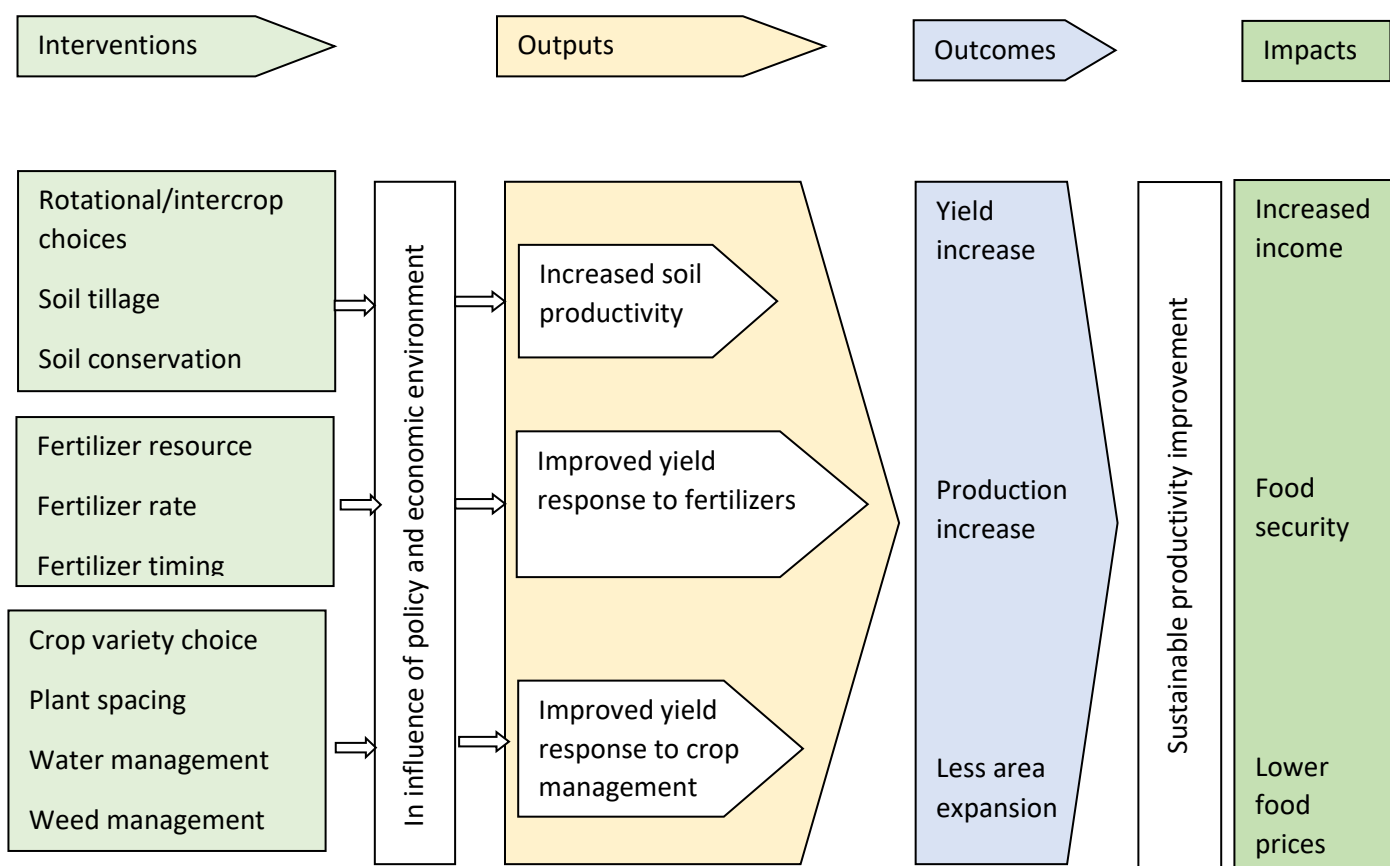 Interventions
Outputs
Outcomes
Impacts
Rotational/intercrop
choices
Soil tillage
Soil conservation
Fertilizer resource
Fertilizer rate
Fertilizer timing
Crop variety choice
Plant spacing
Water management
Weed management
In influence of policy and economic environment
Increased soil
productivity
Improved yield
response to fertilizers
Improved yield
response to crop
management
Yield
increase
Production
increase
Less area
expansion
Sustainable productivity improvement
Increased
income
Food
security
Lower
food
prices